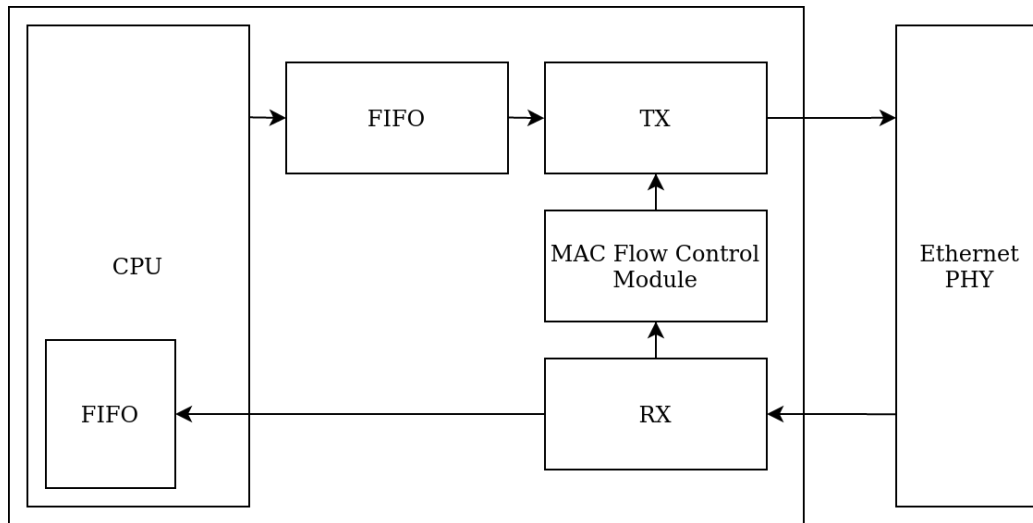 FIFO
TX
CPU
MAC Flow Control
Module
Ethernet
PHY
FIFO
RX